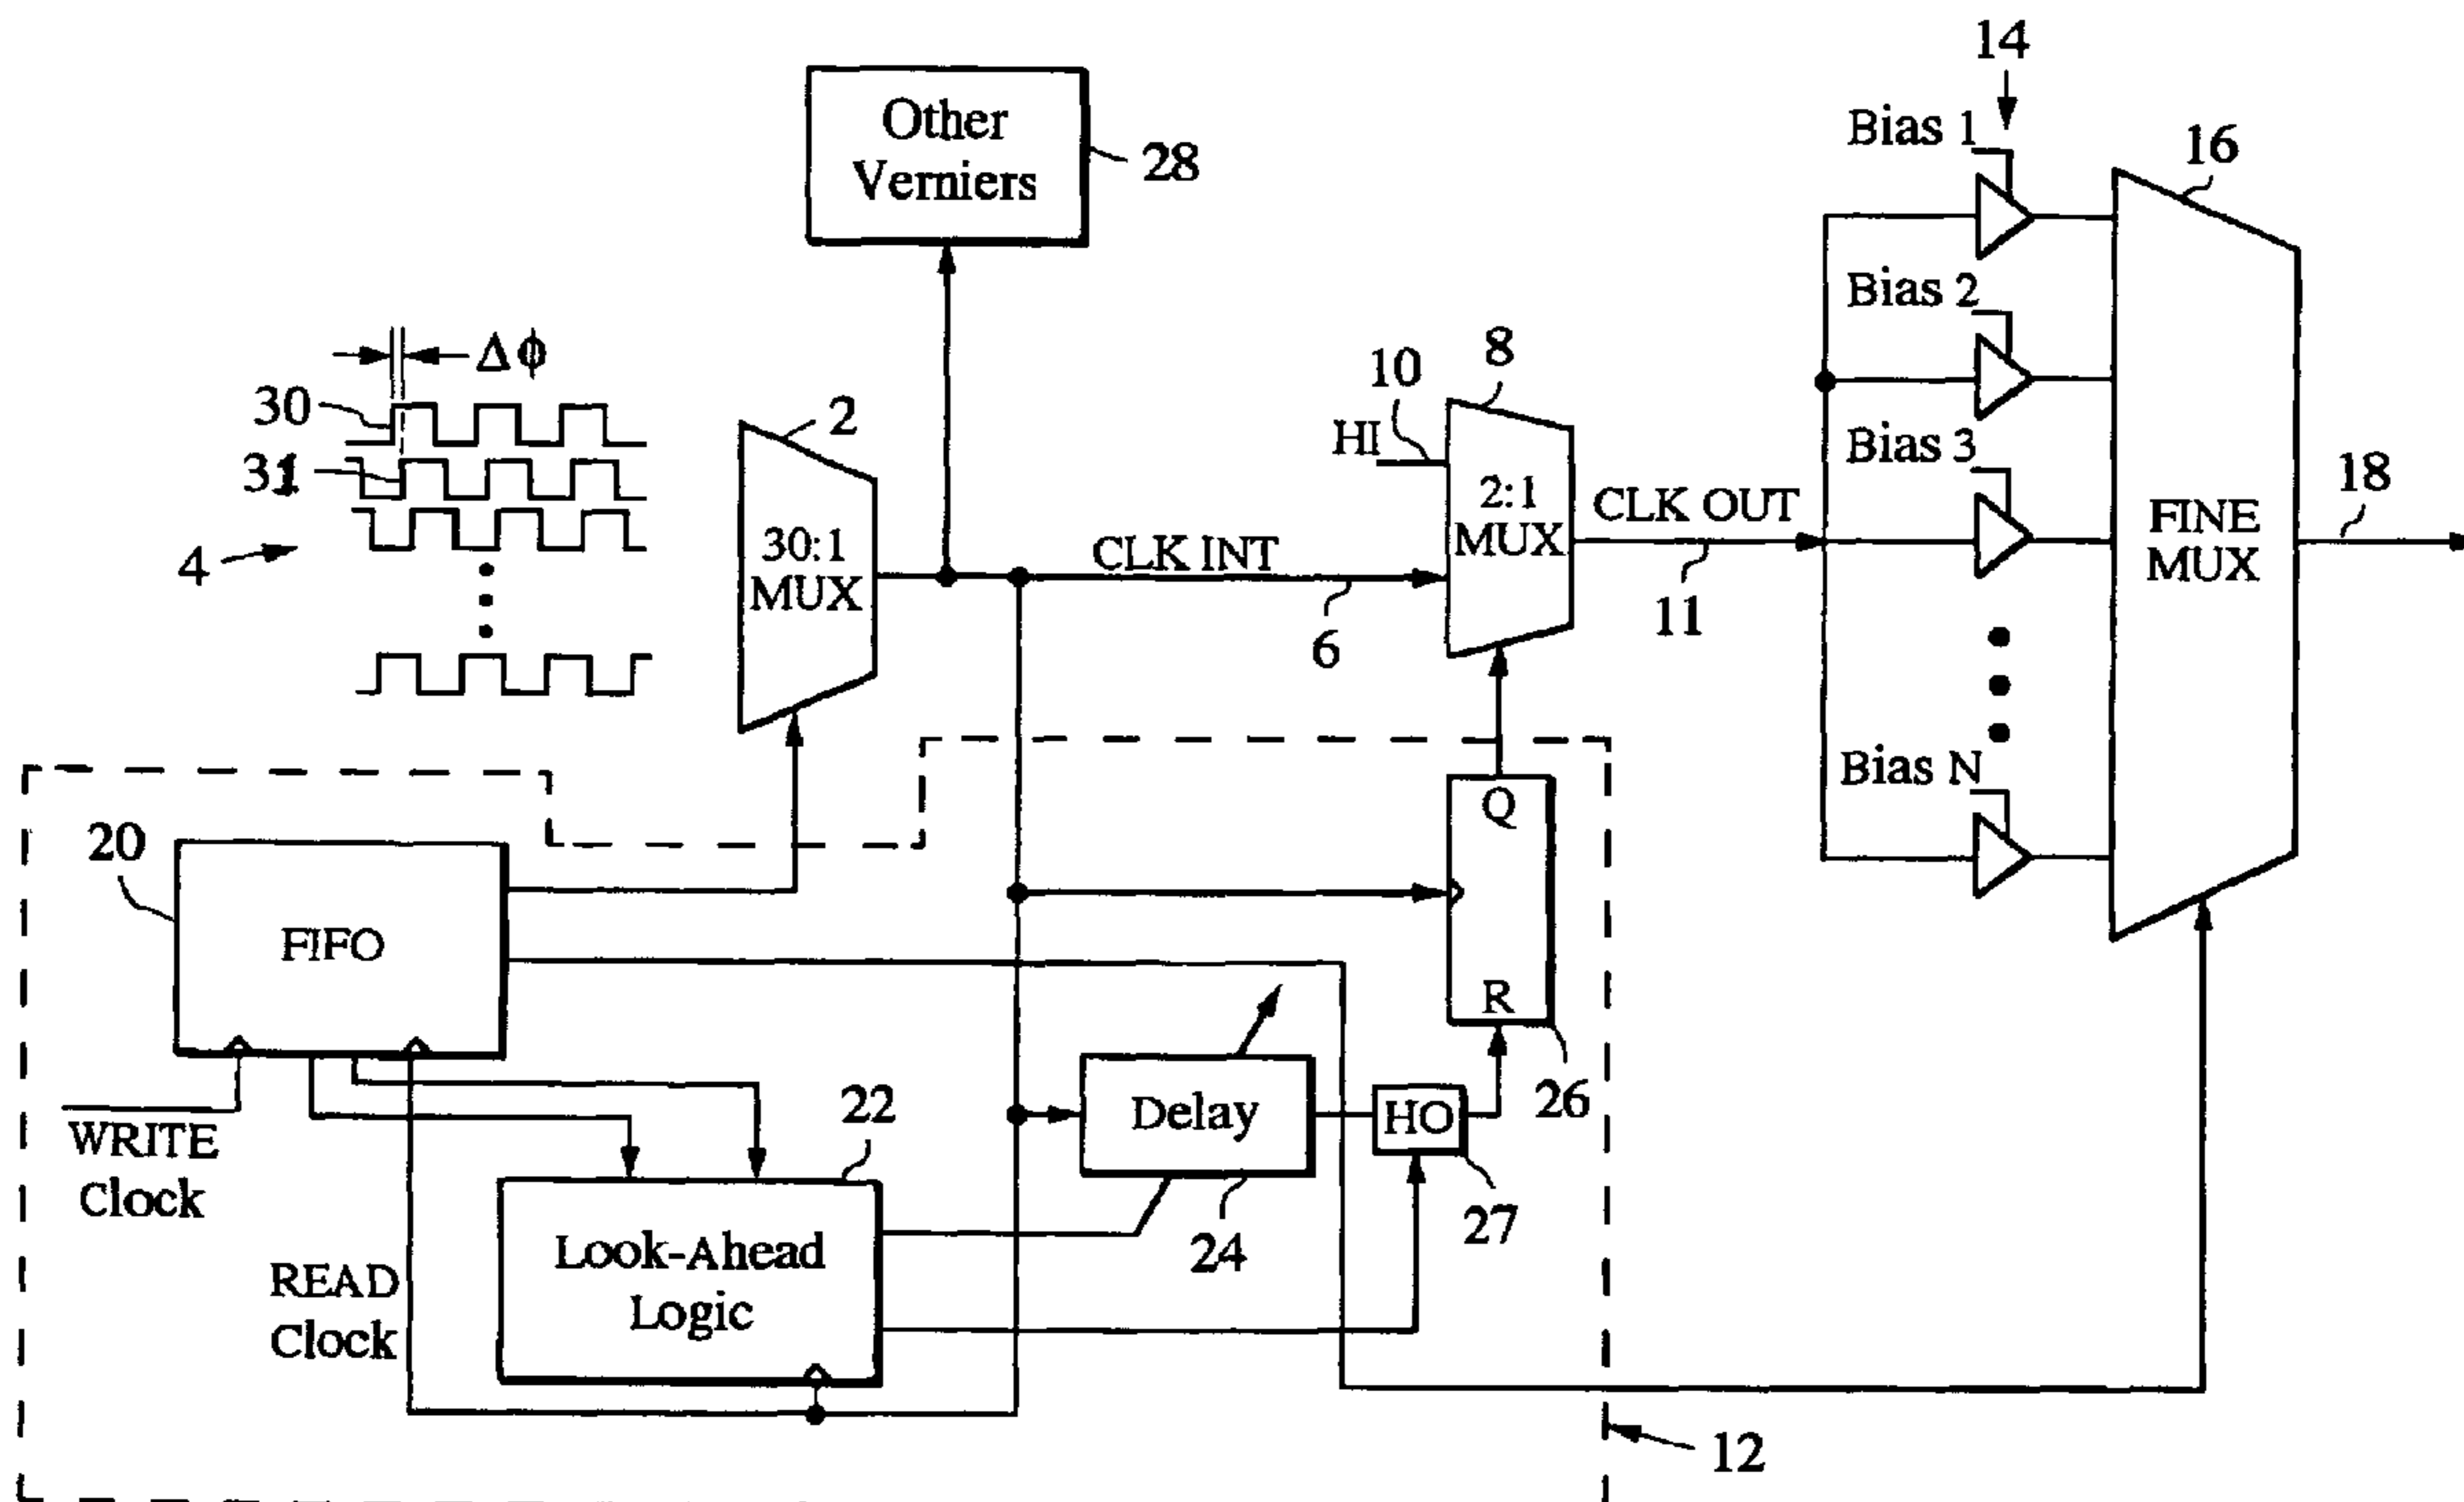 14
Bias 1
16
Other
Verniers
28
Bias 2
Δϕ
30
31
4
2
30:1
MUX
CLK INT
6
10
HI
8
2:1
MUX
CLK OUT
11
Bias 3
FINE
MUX
18
Bias N
20
FIFO
Q
R
26
WRITE
Clock
22
Delay
HO
27
24
READ
Clock
Look-Ahead
Logic
12